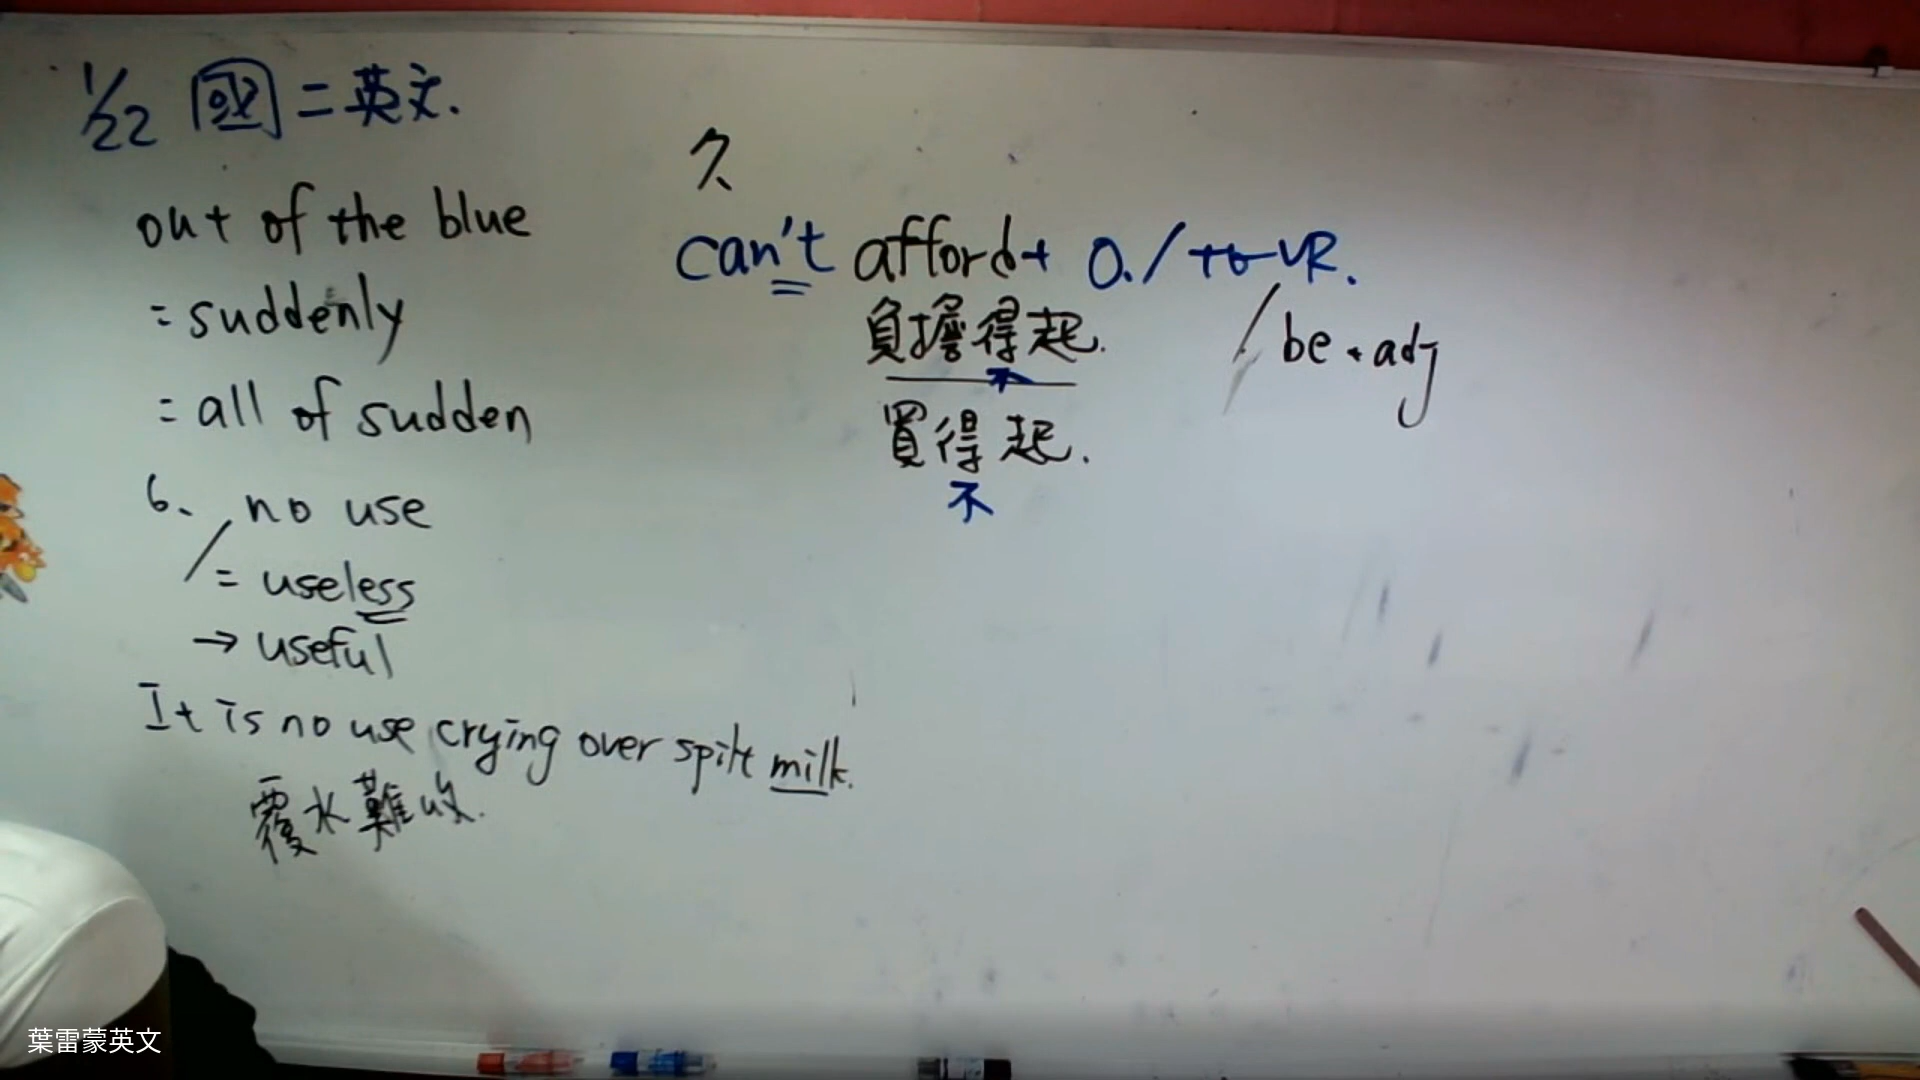 1/22 國二英文.
out of the blue
= suddenly
= all of sudden
6、 no use
= useless
→ useful
It is no use crying over spilt milk.
覆水難收.
can't afford + O. / to VR.
/ be + adj
負擔得起.
不
買得起.
不
葉雷蒙英文